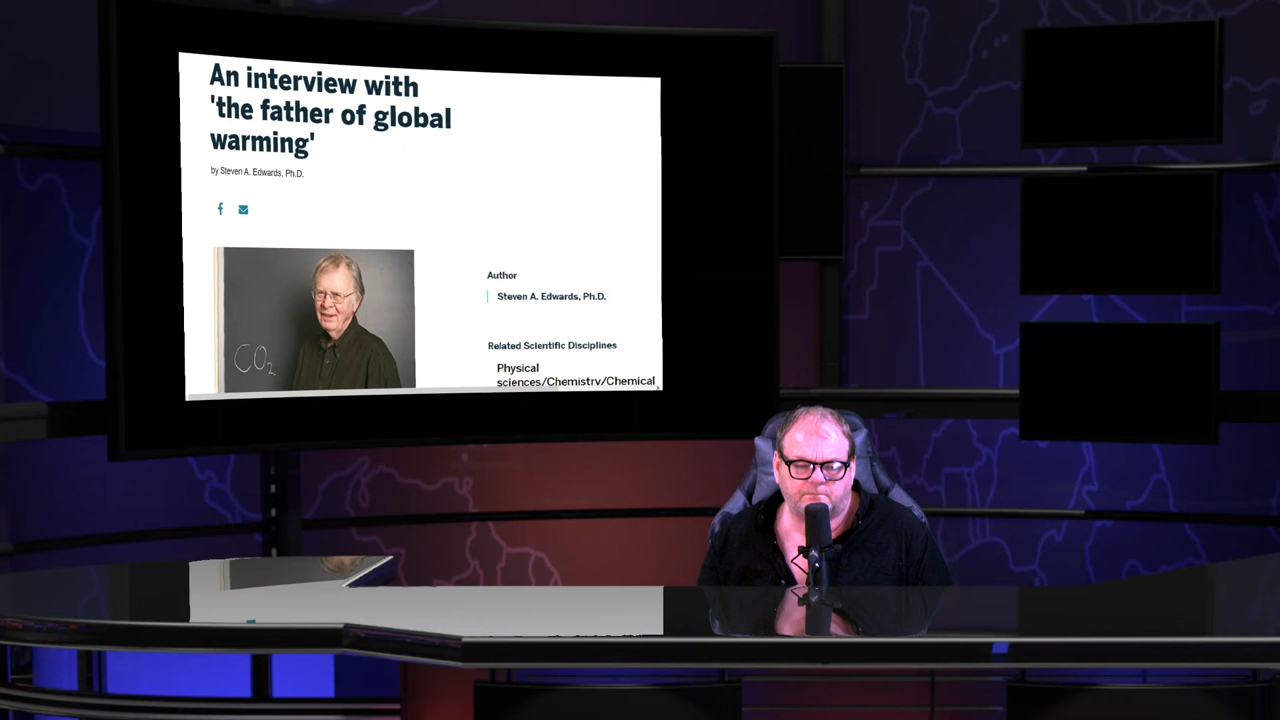 An interview with
'the father of global
warming'
by Steven A. Edwards, Ph.D.
CO2
Author
Steven A. Edwards, Ph.D.
Related Scientific Disciplines
Physical
sciences/Chemistry/Chemical